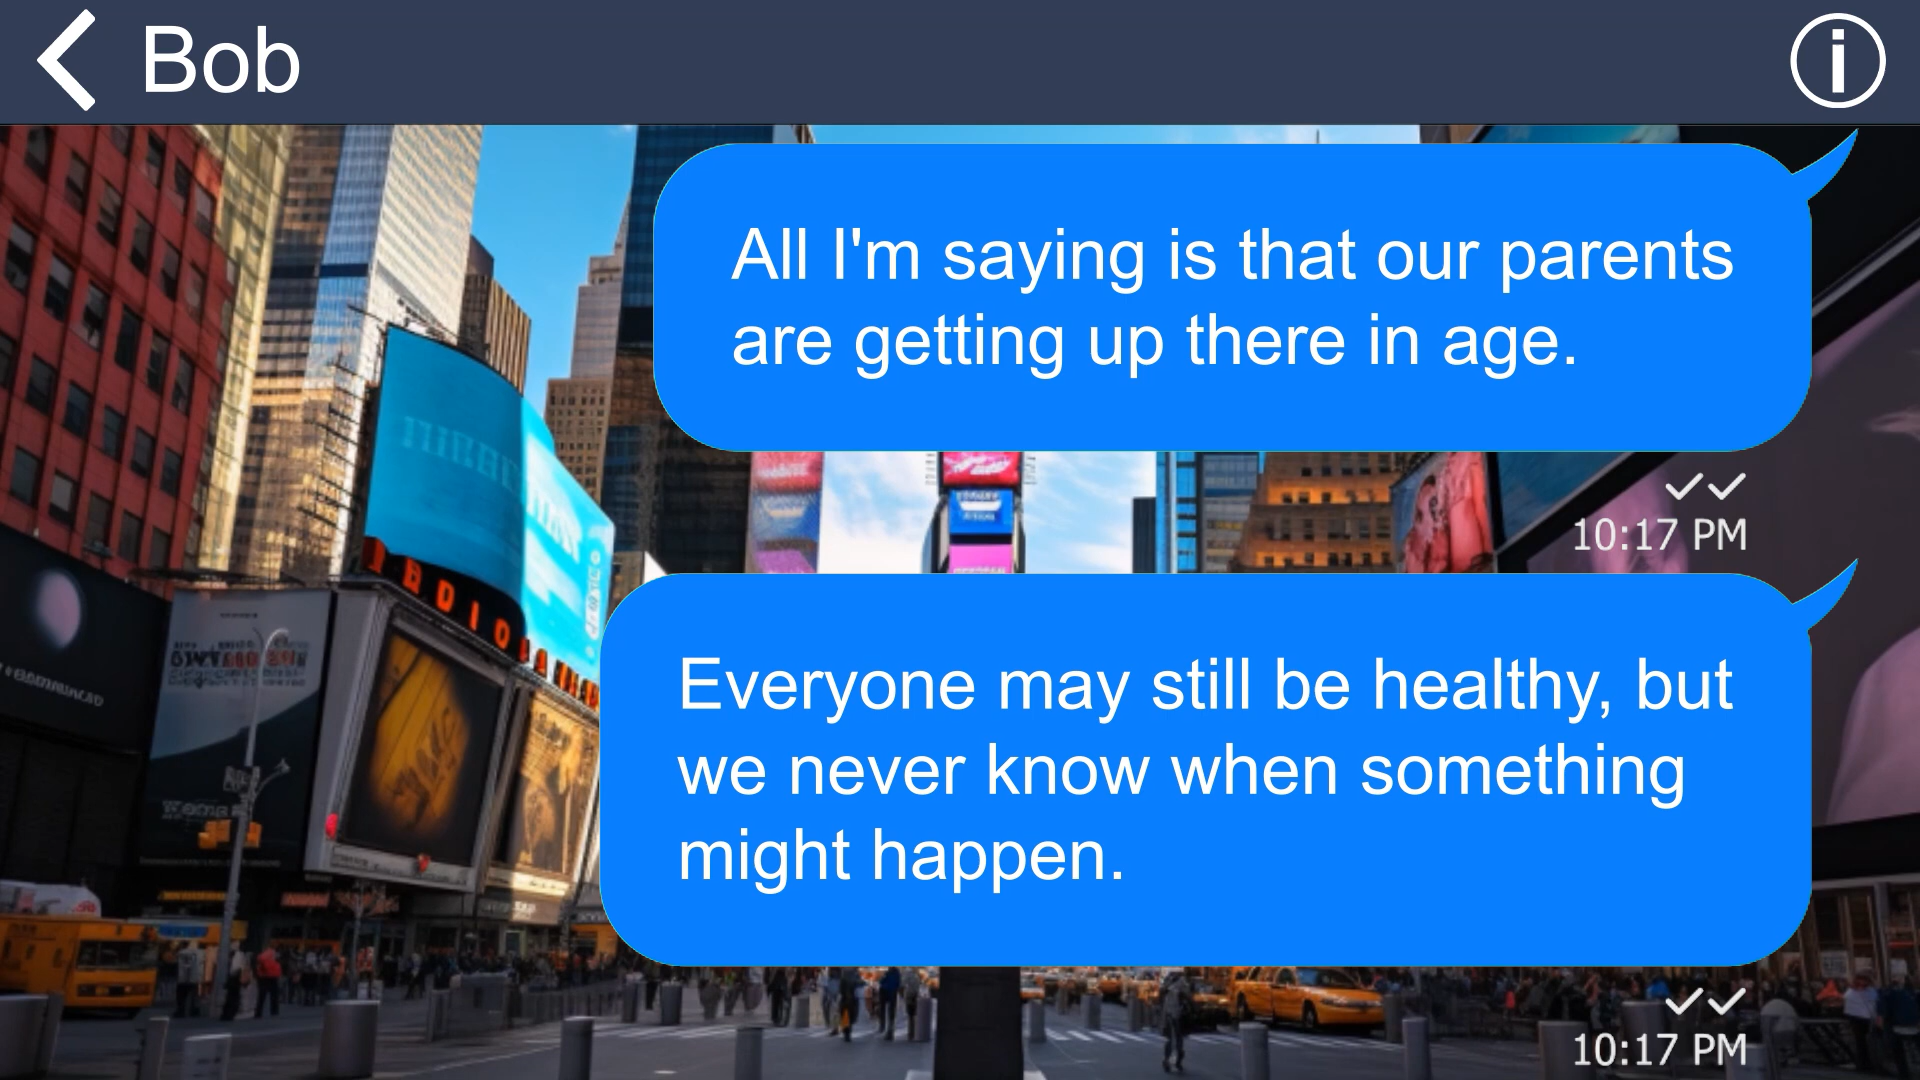 Bob
All I'm saying is that our parents
are getting up there in age.
10:17 PM
Everyone may still be healthy, but
we never know when something
might happen.
10:17 PM